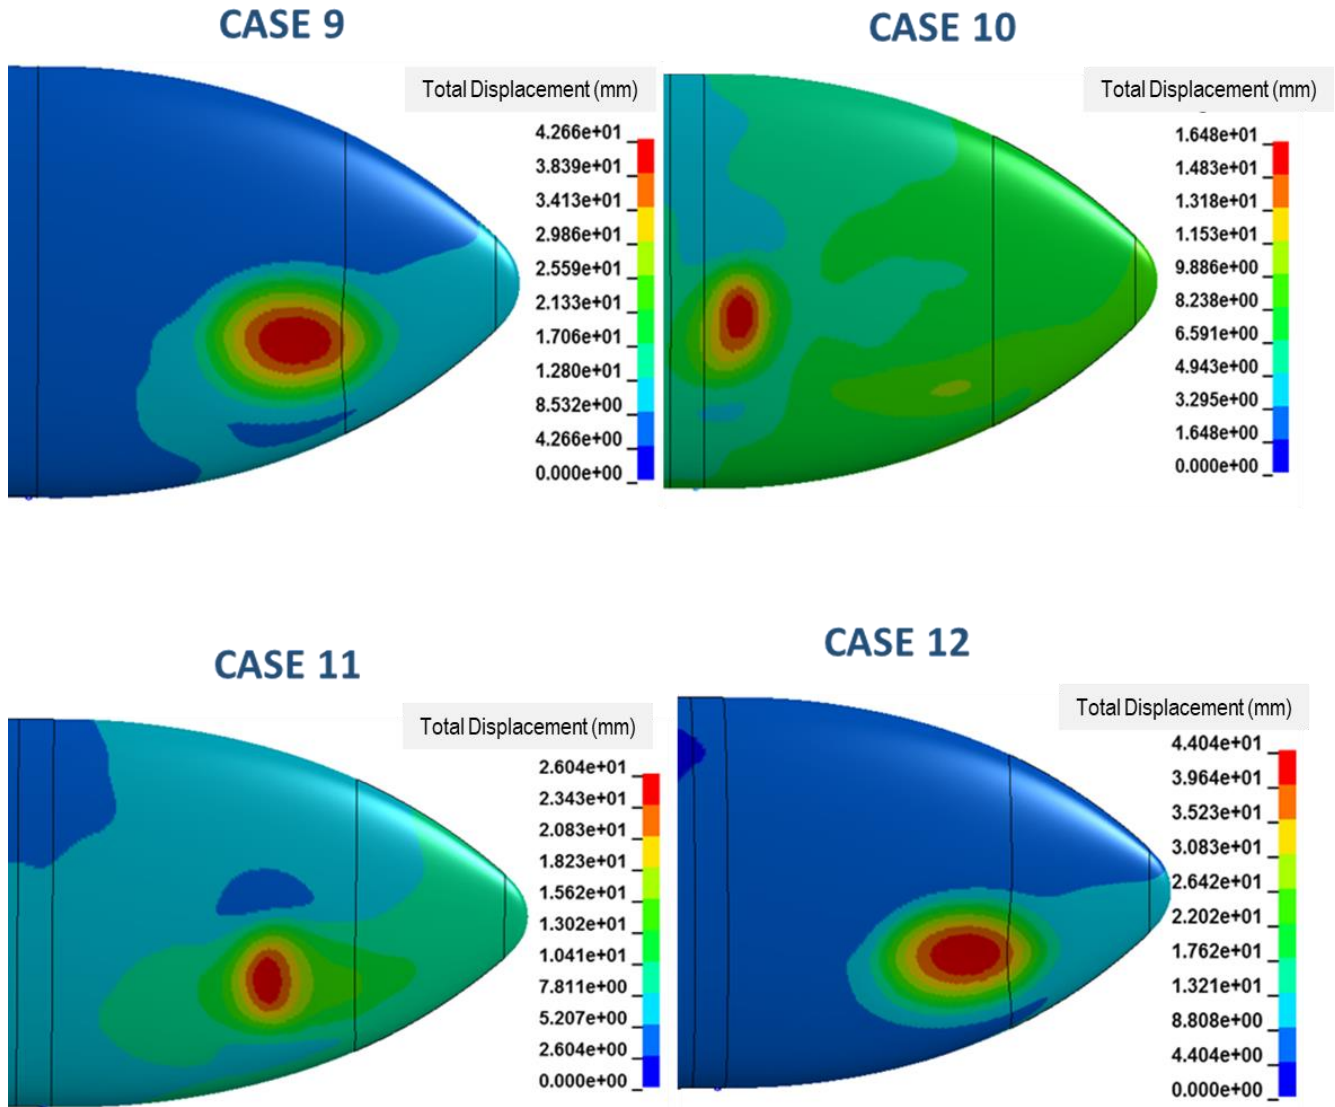 CASE 9
Total Displacement (mm)
4.266e+01
3.839e+01
3.413e+01
2.986e+01
2.559e+01
2.133e+01
1.706e+01
1.280e+01
8.532e+00
4.266e+00
0.000e+00
CASE 10
Total Displacement (mm)
1.648e+01
1.483e+01
1.318e+01
1.153e+01
9.886e+00
8.238e+00
6.591e+00
4.943e+00
3.295e+00
1.648e+00
0.000e+00
CASE 11
Total Displacement (mm)
2.604e+01
2.343e+01
2.083e+01
1.823e+01
1.562e+01
1.302e+01
1.041e+01
7.811e+00
5.207e+00
2.604e+00
0.000e+00
CASE 12
Total Displacement (mm)
4.404e+01
3.964e+01
3.523e+01
3.083e+01
2.642e+01
2.202e+01
1.762e+01
1.321e+01
8.808e+00
4.404e+00
0.000e+00